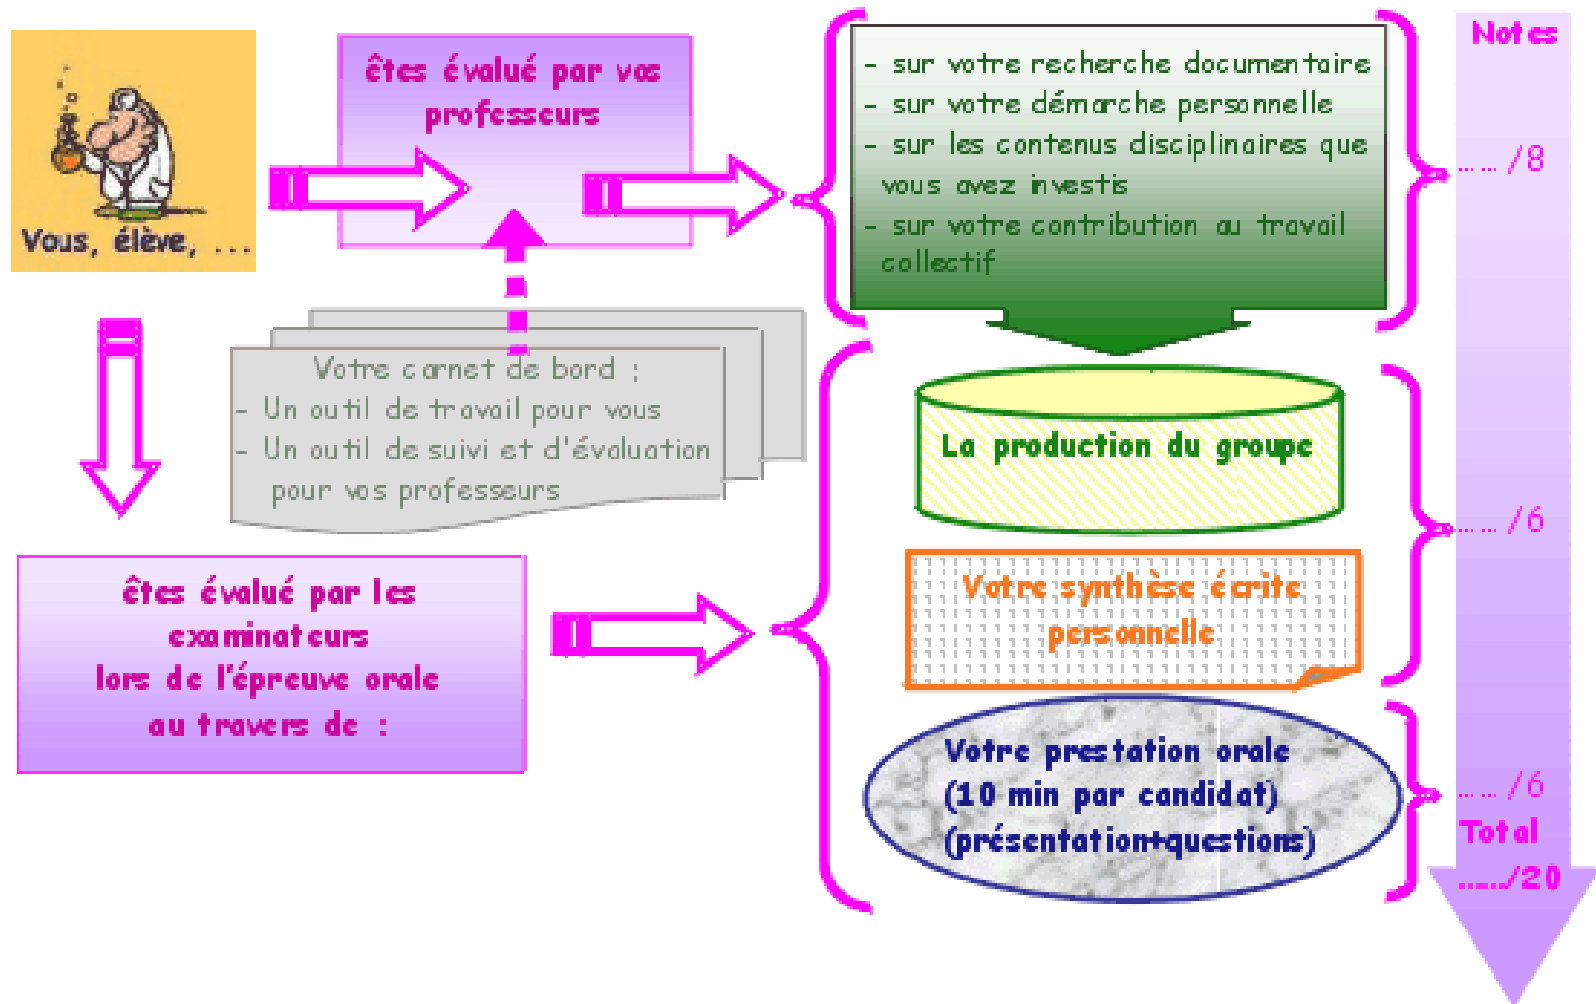 Vous, élève, ...
êtes évalué par vos
professeurs
- sur votre recherche documentaire
- sur votre démarche personnelle
- sur les contenus disciplinaires que
vous avez investis
- sur votre contribution au travail
collectif
Notes
...... /8
Votre carnet de bord :
- Un outil de travail pour vous
- Un outil de suivi et d'évaluation
pour vos professeurs
La production du groupe
...... /6
êtes évalué par les
examinateurs
lors de l'épreuve orale
au travers de :
Votre synthèse écrite
personnelle
Votre prestation orale
(10 min par candidat)
(présentation+questions)
...... /6
Total
....../20